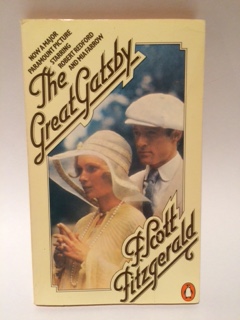 NOW A MAJOR
PARAMOUNT PICTURE
STARRING
ROBERT REDFORD
AND MIA FARROW
The
Great Gatsby
F.Scott
Fitzgerald